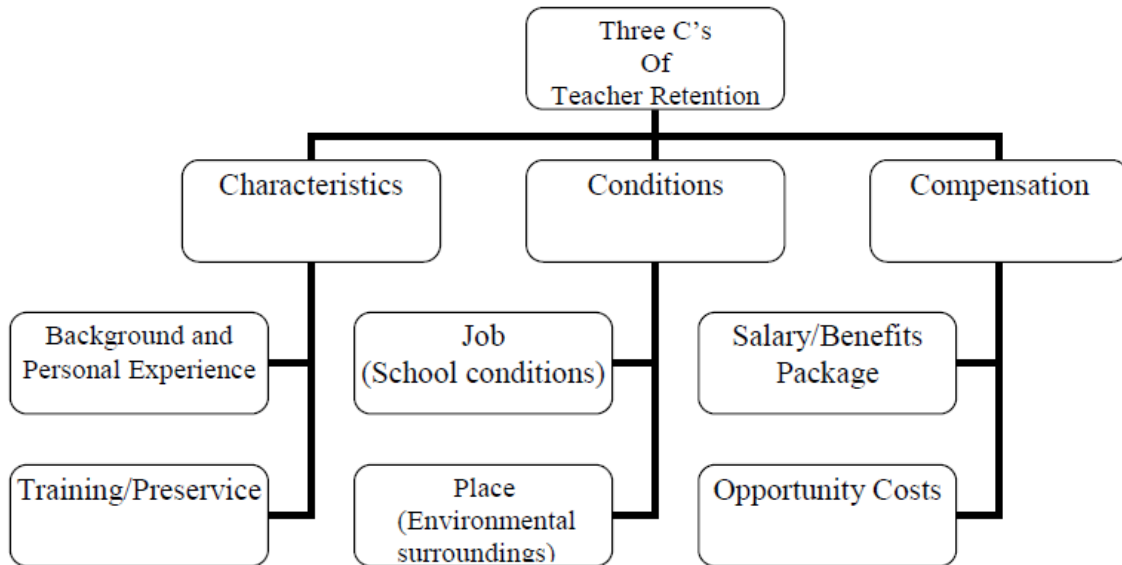 Three C’s
Of
Teacher Retention
Characteristics
Conditions
Compensation
Background and
Personal Experience
Job
(School conditions)
Salary/Benefits
Package
Training/Preservice
Place
(Environmental
surroundings)
Opportunity Costs